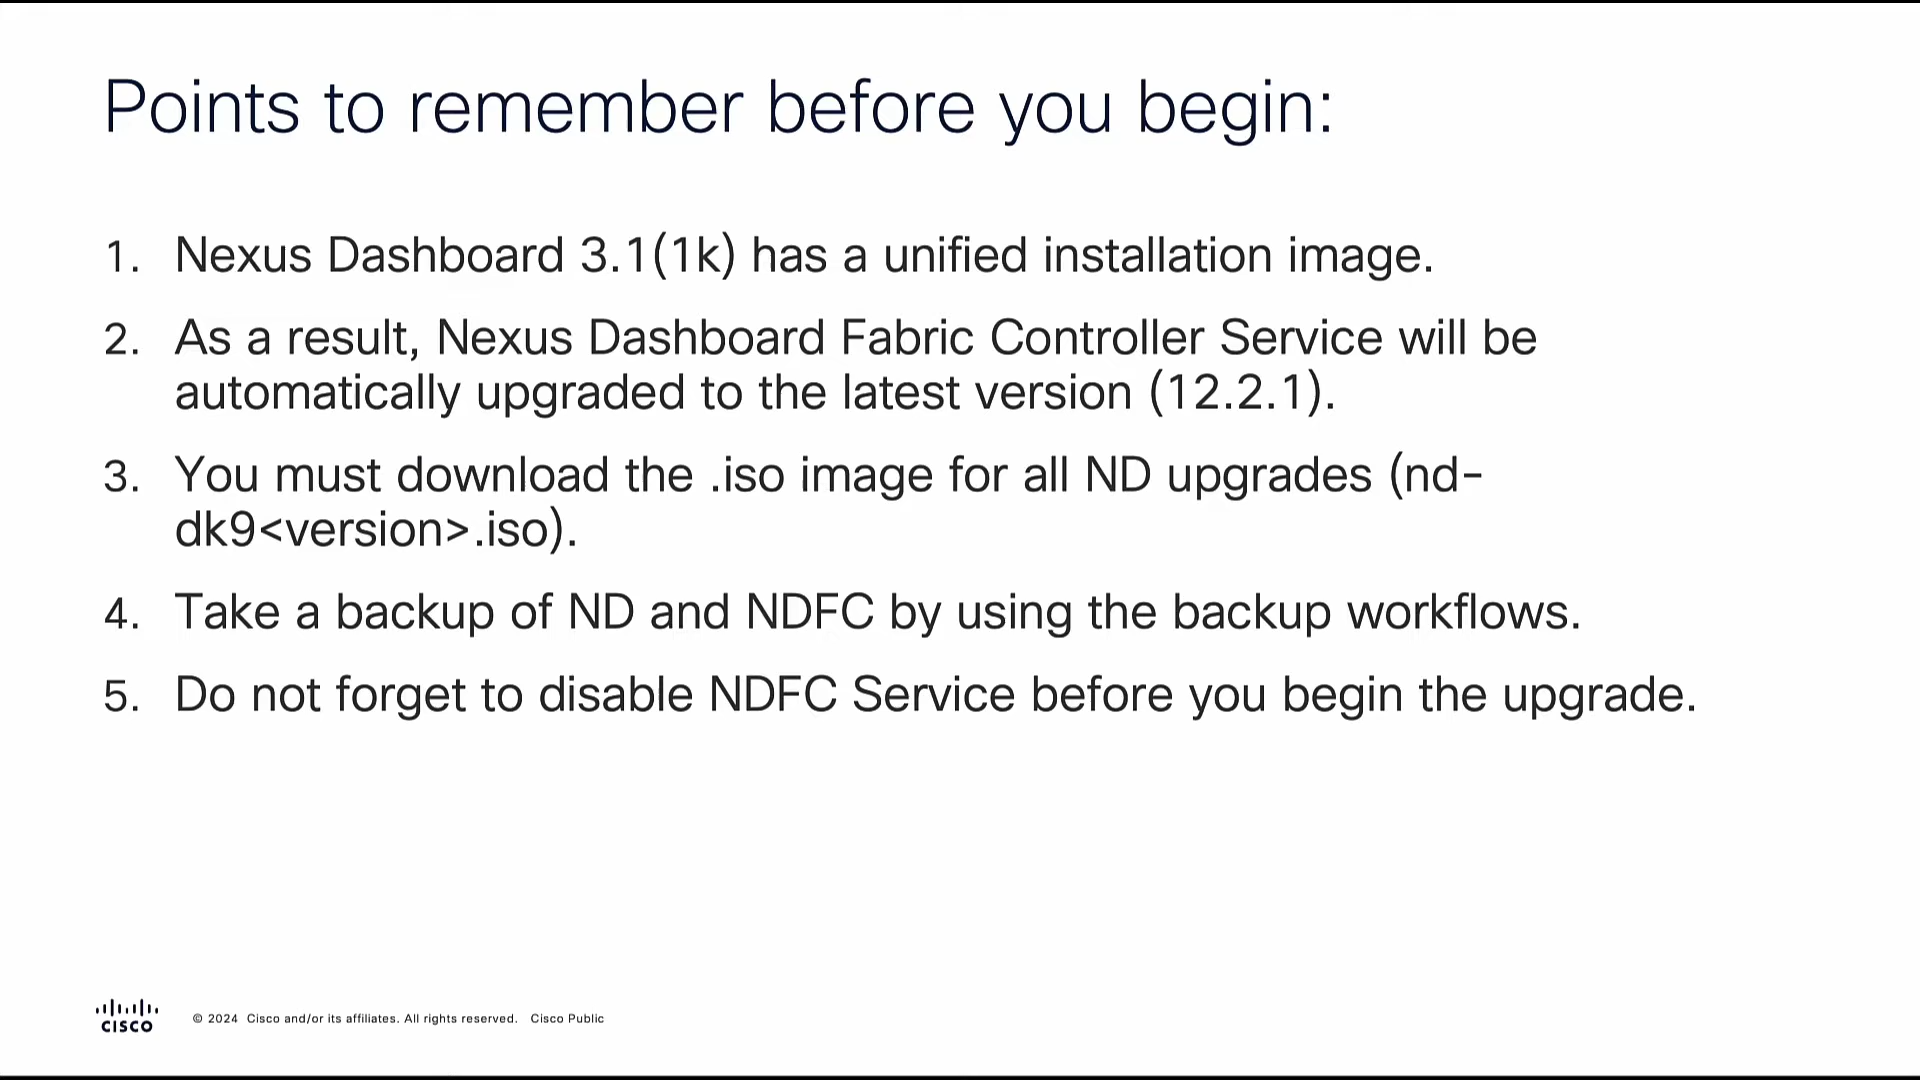 Points to remember before you begin:
1. Nexus Dashboard 3.1(1k) has a unified installation image.
2. As a result, Nexus Dashboard Fabric Controller Service will be
automatically upgraded to the latest version (12.2.1).
3. You must download the .iso image for all ND upgrades (nd-
dk9<version>.iso).
4. Take a backup of ND and NDFC by using the backup workflows.
5. Do not forget to disable NDFC Service before you begin the upgrade.
CISCO © 2024 Cisco and/or its affiliates. All rights reserved. Cisco Public